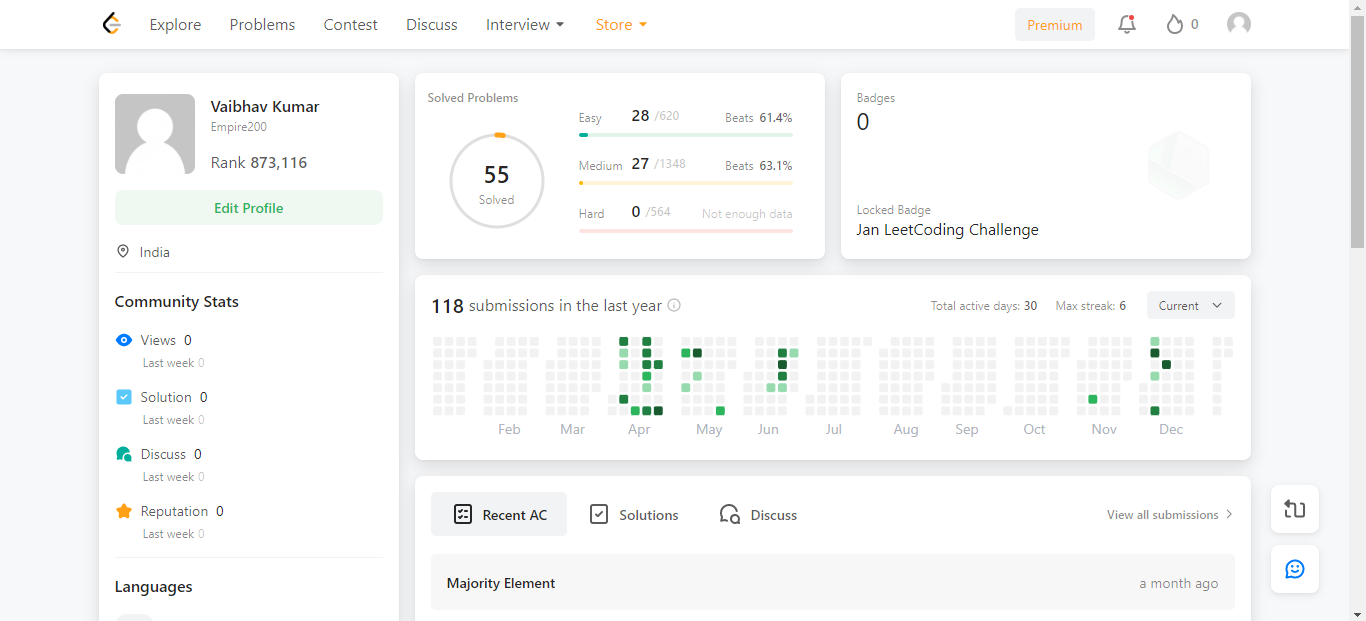 Explore Problems Contest Discuss Interview Store Premium 0
Vaibhav Kumar
Empire200
Rank 873,116
Edit Profile
India
Community Stats
Views 0
Last week 0
Solution 0
Last week 0
Discuss 0
Last week 0
Reputation 0
Last week 0
Languages
Solved Problems
55
Solved
Easy 28 /620 Beats 61.4%
Medium 27 /1348 Beats 63.1%
Hard 0 /564 Not enough data
Badges
0
Locked Badge
Jan LeetCoding Challenge
118 submissions in the last year Total active days: 30 Max streak: 6 Current
Feb Mar Apr May Jun Jul Aug Sep Oct Nov Dec
Recent AC Solutions Discuss View all submissions
Majority Element a month ago